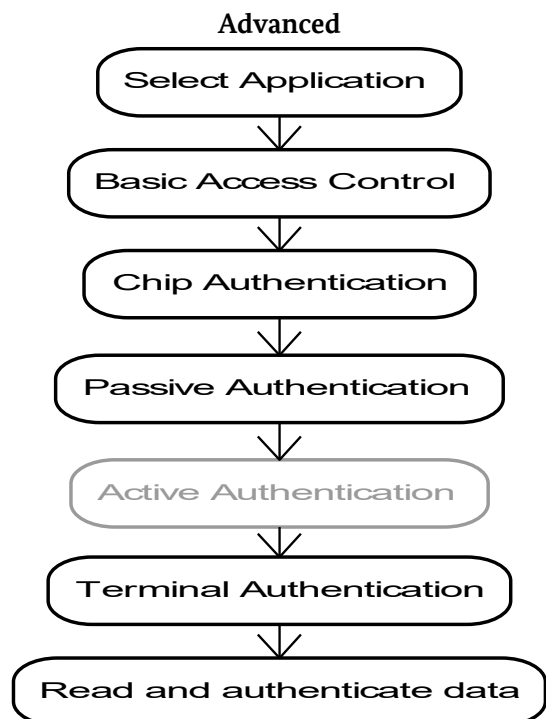 Advanced
Select Application
Basic Access Control
Chip Authentication
Passive Authentication
Active Authentication
Terminal Authentication
Read and authenticate data